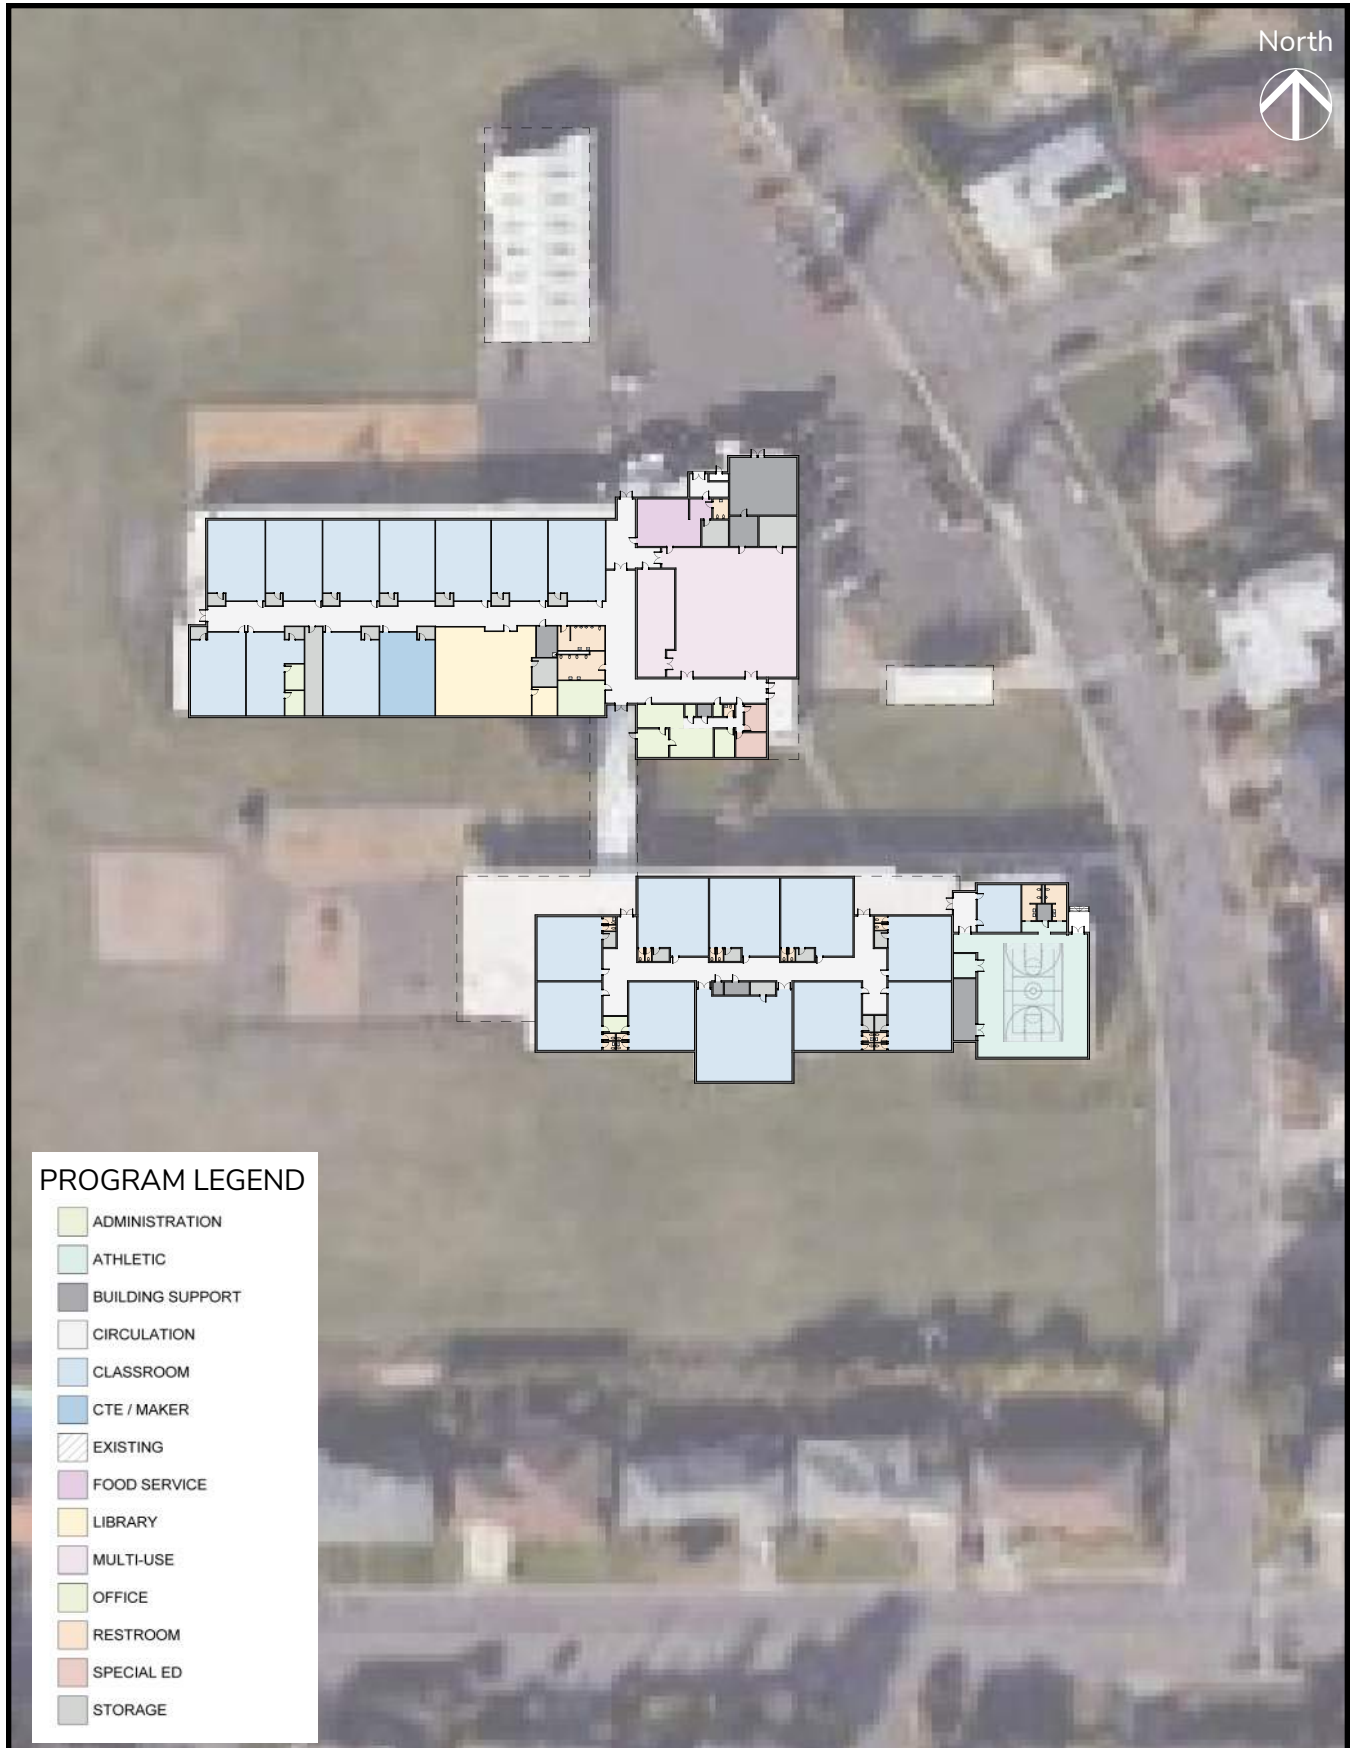 North
PROGRAM LEGEND
ADMINISTRATION
ATHLETIC
BUILDING SUPPORT
CIRCULATION
CLASSROOM
CTE / MAKER
EXISTING
FOOD SERVICE
LIBRARY
MULTI-USE
OFFICE
RESTROOM
SPECIAL ED
STORAGE